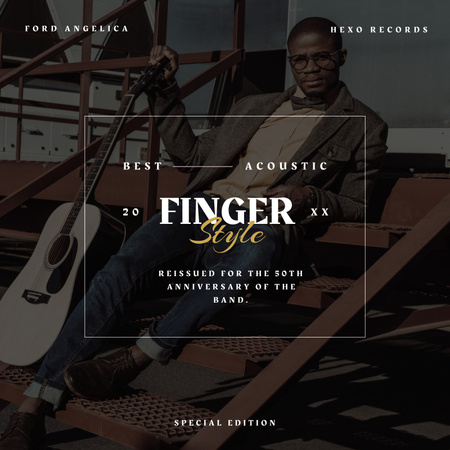 FORD ANGELICA
HEXO RECORDS
BEST ACOUSTIC
20 FINGER XX
Style
REISSUED FOR THE 50TH
ANNIVERSARY OF THE
BAND.
SPECIAL EDITION